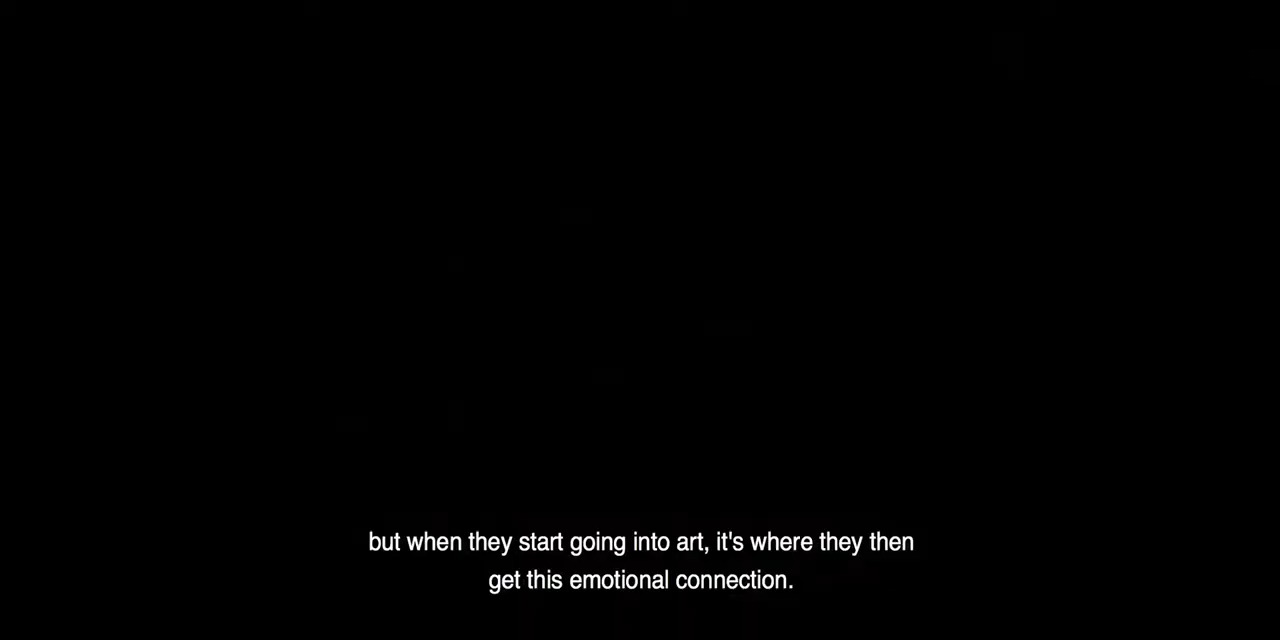 but when they start going into art, it's where they then
get this emotional connection.